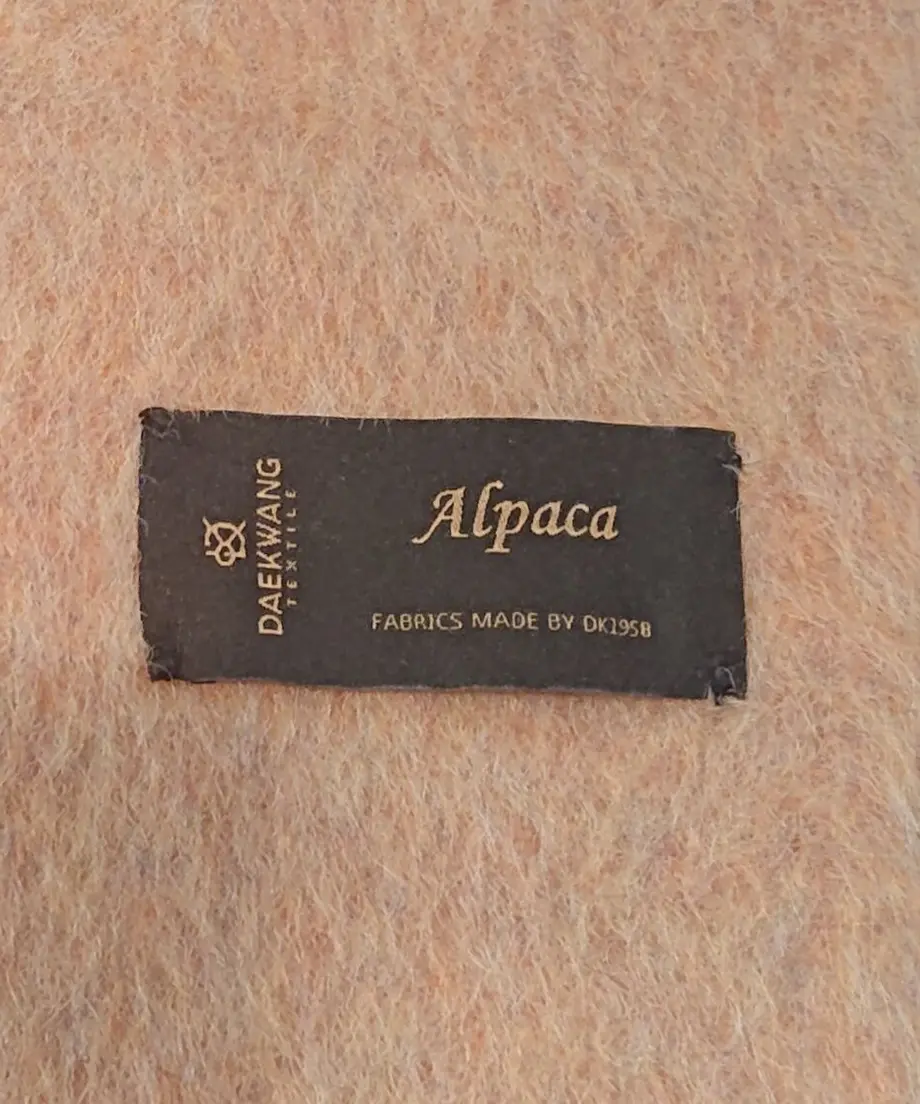 DAEKWANG
TEXTILE
Alpaca
FABRICS MADE BY DK1958